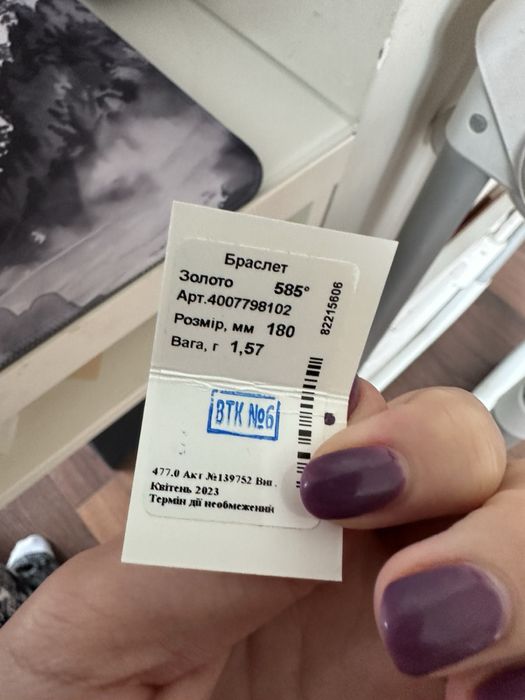 Браслет
Золото 585°
Арт.4007798102
Розмір, мм 180
Вага, г 1,57
82215606
ВТК №6
477.0 Акт №139752 Виг.
Квітень 2023
Термін дії необмежений